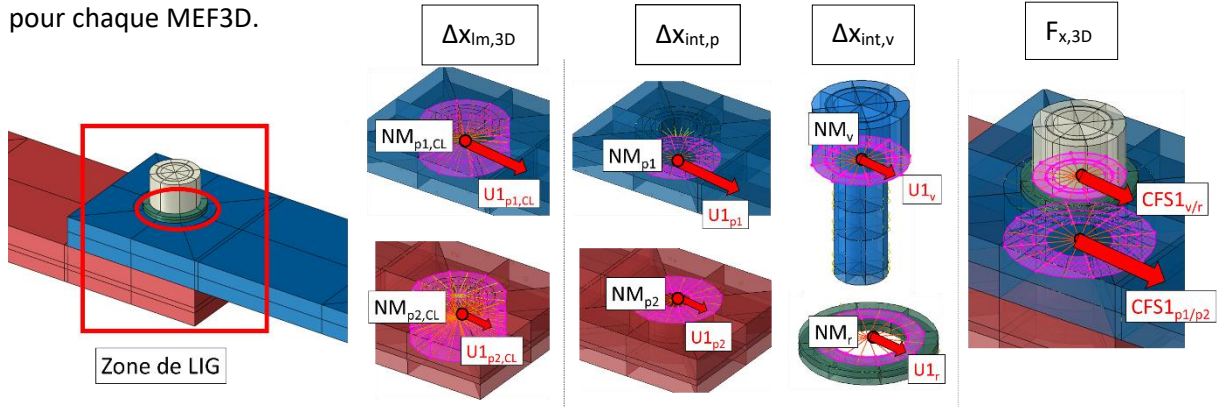 pour chaque MEF3D.
Δxlm,3D
Δxint,p
Δxint,v
Fx,3D
NMp1,CL
U1p1,CL
NMp1
U1p1
NMv
U1v
CFS1v/r
CFS1p1/p2
NMp2,CL
U1p2,CL
NMp2
U1p2
NMr
U1r
Zone de LIG